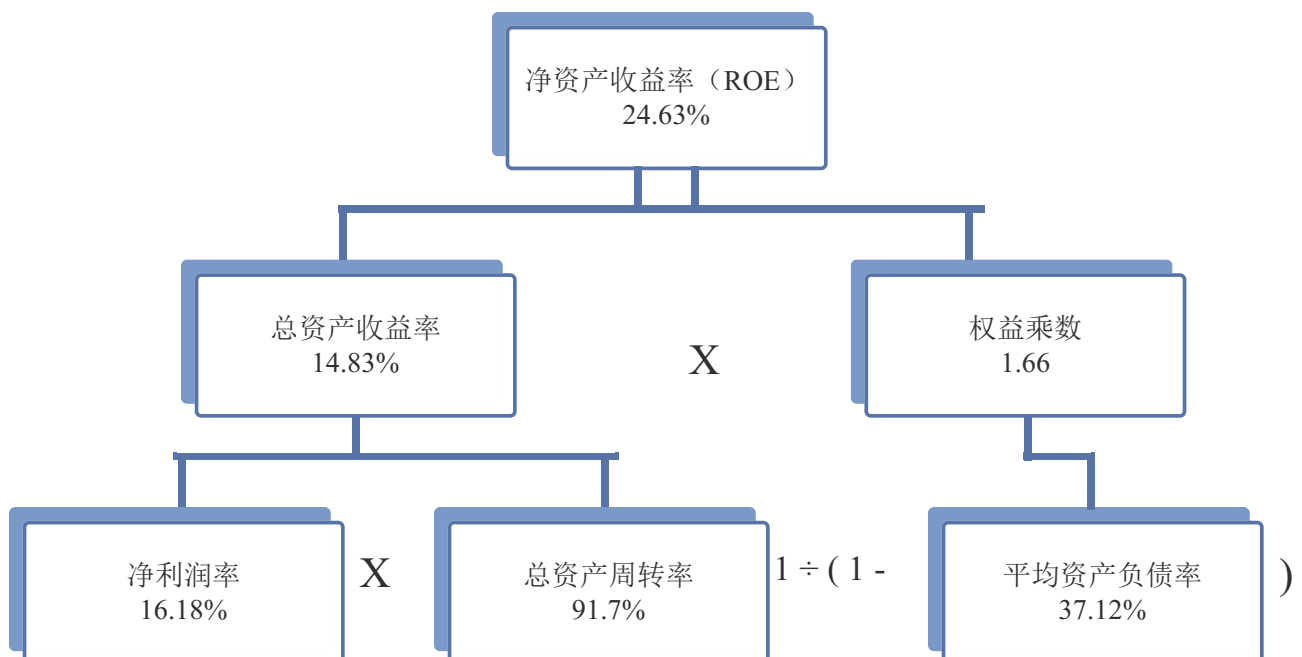 净资产收益率（ROE）
24.63%
总资产收益率
14.83%
X
权益乘数
1.66
净利润率
16.18%
X
总资产周转率
91.7%
1 ÷ ( 1 -
平均资产负债率
37.12%
)